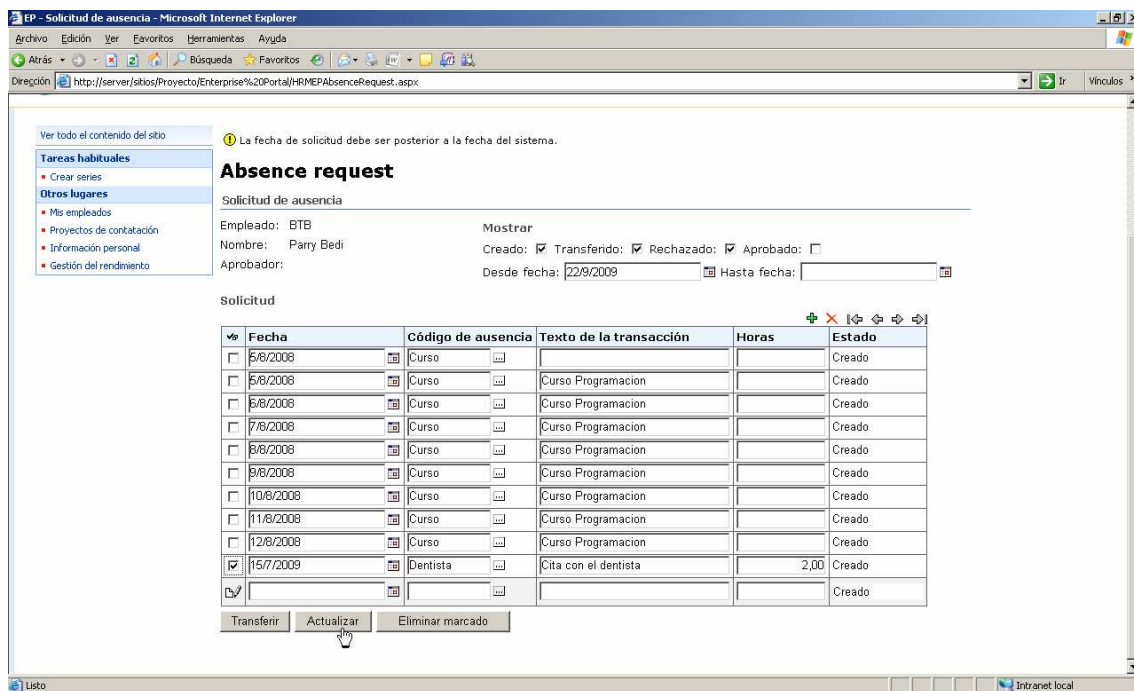 EP - Solicitud de ausencia - Microsoft Internet Explorer
Archivo Edición Ver Favoritos Herramientas Ayuda
Atrás Búsqueda Favoritos
Dirección http://server/sitios/Proyecto/Enterprise%20Portal/HRMEPAbsenceRequest.aspx Ir Vínculos
Ver todo el contenido del sitio
Tareas habituales
Crear series
Otros lugares
Mis empleados
Proyectos de contatación
Información personal
Gestión del rendimiento
La fecha de solicitud debe ser posterior a la fecha del sistema.
Absence request
Solicitud de ausencia
Empleado: BTB
Nombre: Parry Bedi
Aprobador:
Mostrar
Creado: Transferido: Rechazado: Aprobado:
Desde fecha: 22/9/2009 Hasta fecha:
Solicitud
Fecha Código de ausencia Texto de la transacción Horas Estado
5/8/2008 Curso ... Creado
5/8/2008 Curso ... Curso Programacion Creado
6/8/2008 Curso ... Curso Programacion Creado
7/8/2008 Curso ... Curso Programacion Creado
8/8/2008 Curso ... Curso Programacion Creado
9/8/2008 Curso ... Curso Programacion Creado
10/8/2008 Curso ... Curso Programacion Creado
11/8/2008 Curso ... Curso Programacion Creado
12/8/2008 Curso ... Curso Programacion Creado
15/7/2009 Dentista ... Cita con el dentista 2,00 Creado
... Creado
Transferir Actualizar Eliminar marcado
Listo Intranet local